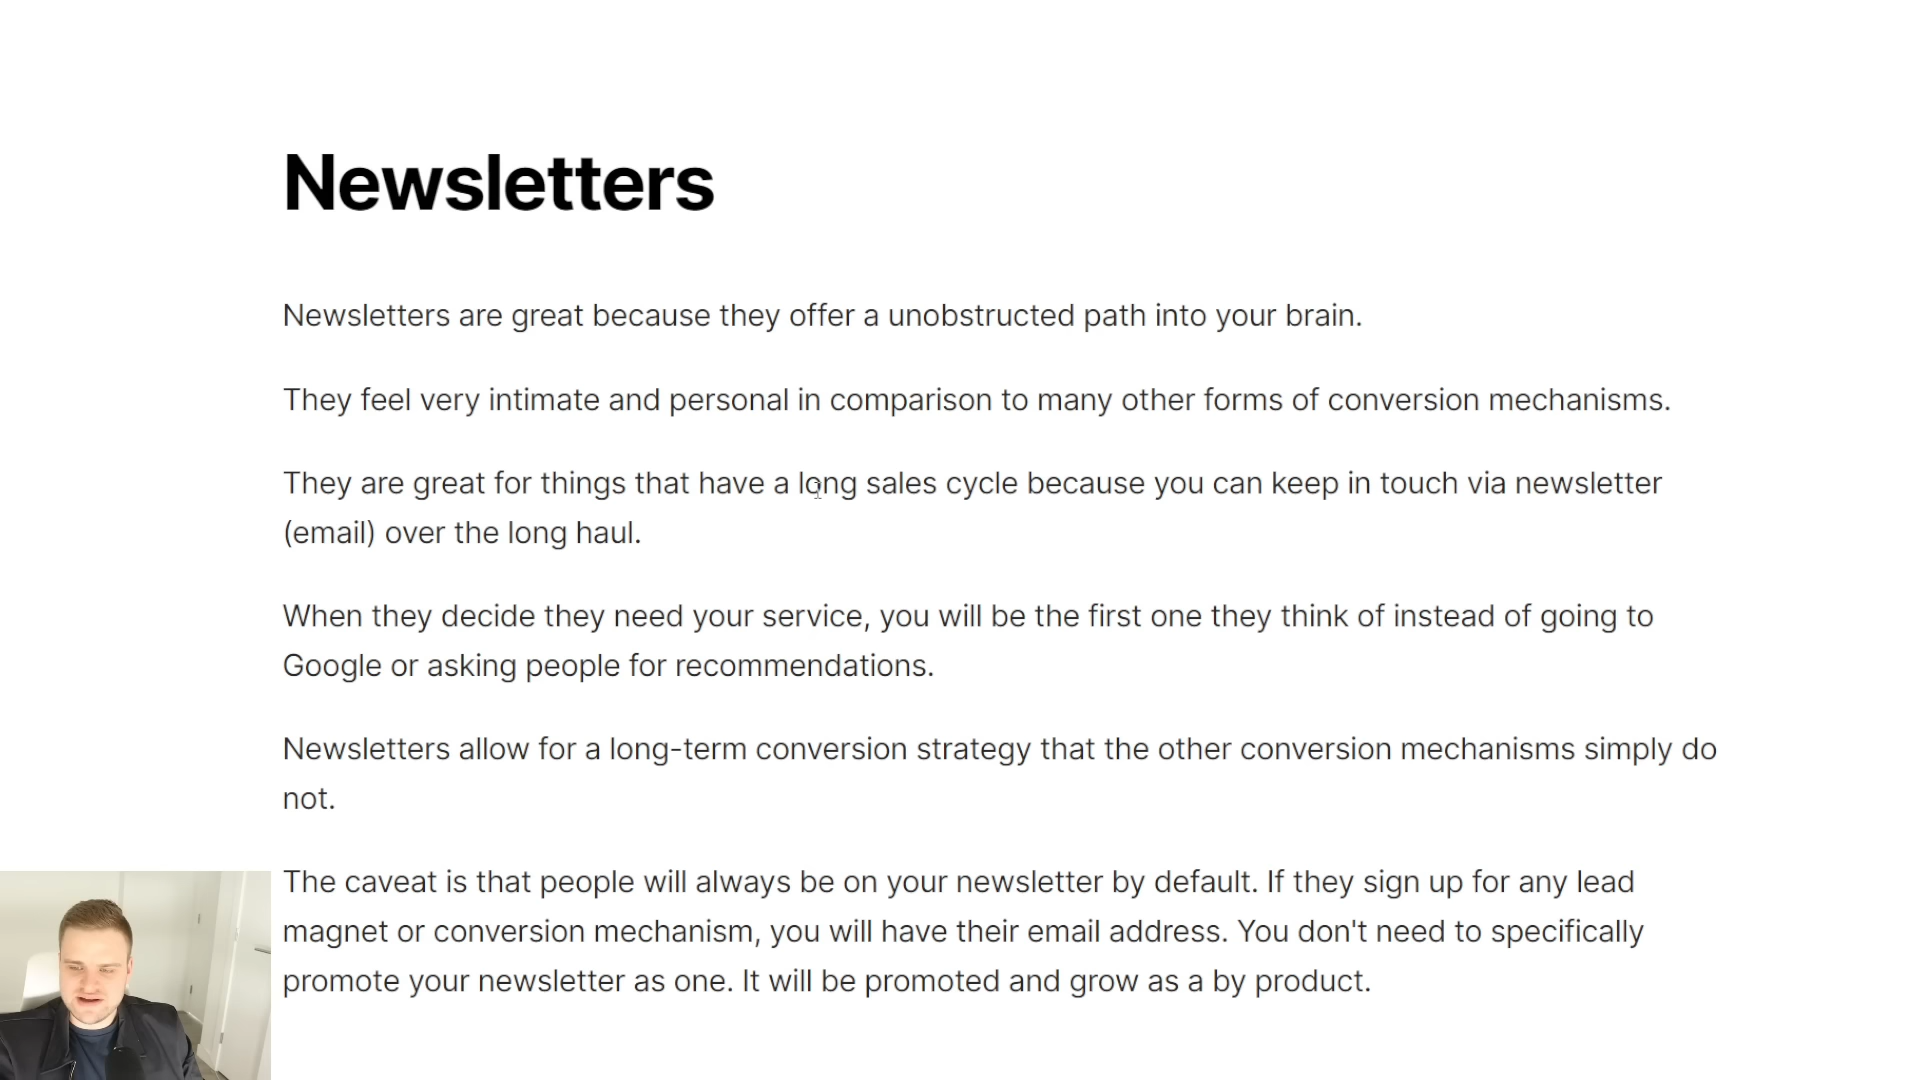 Newsletters
Newsletters are great because they offer a unobstructed path into your brain.
They feel very intimate and personal in comparison to many other forms of conversion mechanisms.
They are great for things that have a long sales cycle because you can keep in touch via newsletter
(email) over the long haul.
When they decide they need your service, you will be the first one they think of instead of going to
Google or asking people for recommendations.
Newsletters allow for a long-term conversion strategy that the other conversion mechanisms simply do
not.
The caveat is that people will always be on your newsletter by default. If they sign up for any lead
magnet or conversion mechanism, you will have their email address. You don't need to specifically
promote your newsletter as one. It will be promoted and grow as a by product.